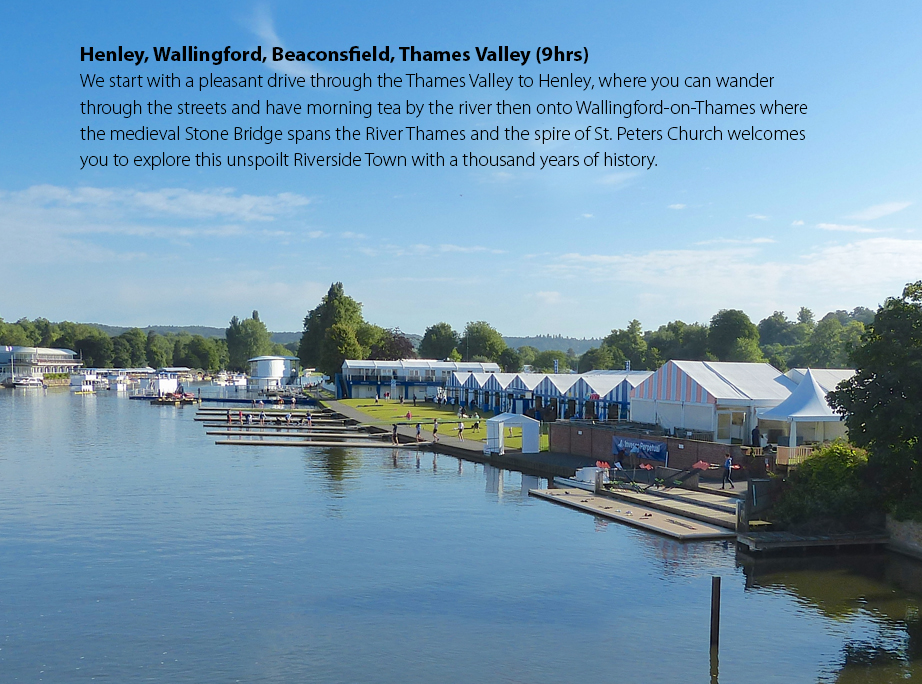 Henley, Wallingford, Beaconsfield, Thames Valley (9hrs)
We start with a pleasant drive through the Thames Valley to Henley, where you can wander
through the streets and have morning tea by the river then onto Wallingford-on-Thames where
the medieval Stone Bridge spans the River Thames and the spire of St. Peters Church welcomes
you to explore this unspoilt Riverside Town with a thousand years of history.
Perpetual